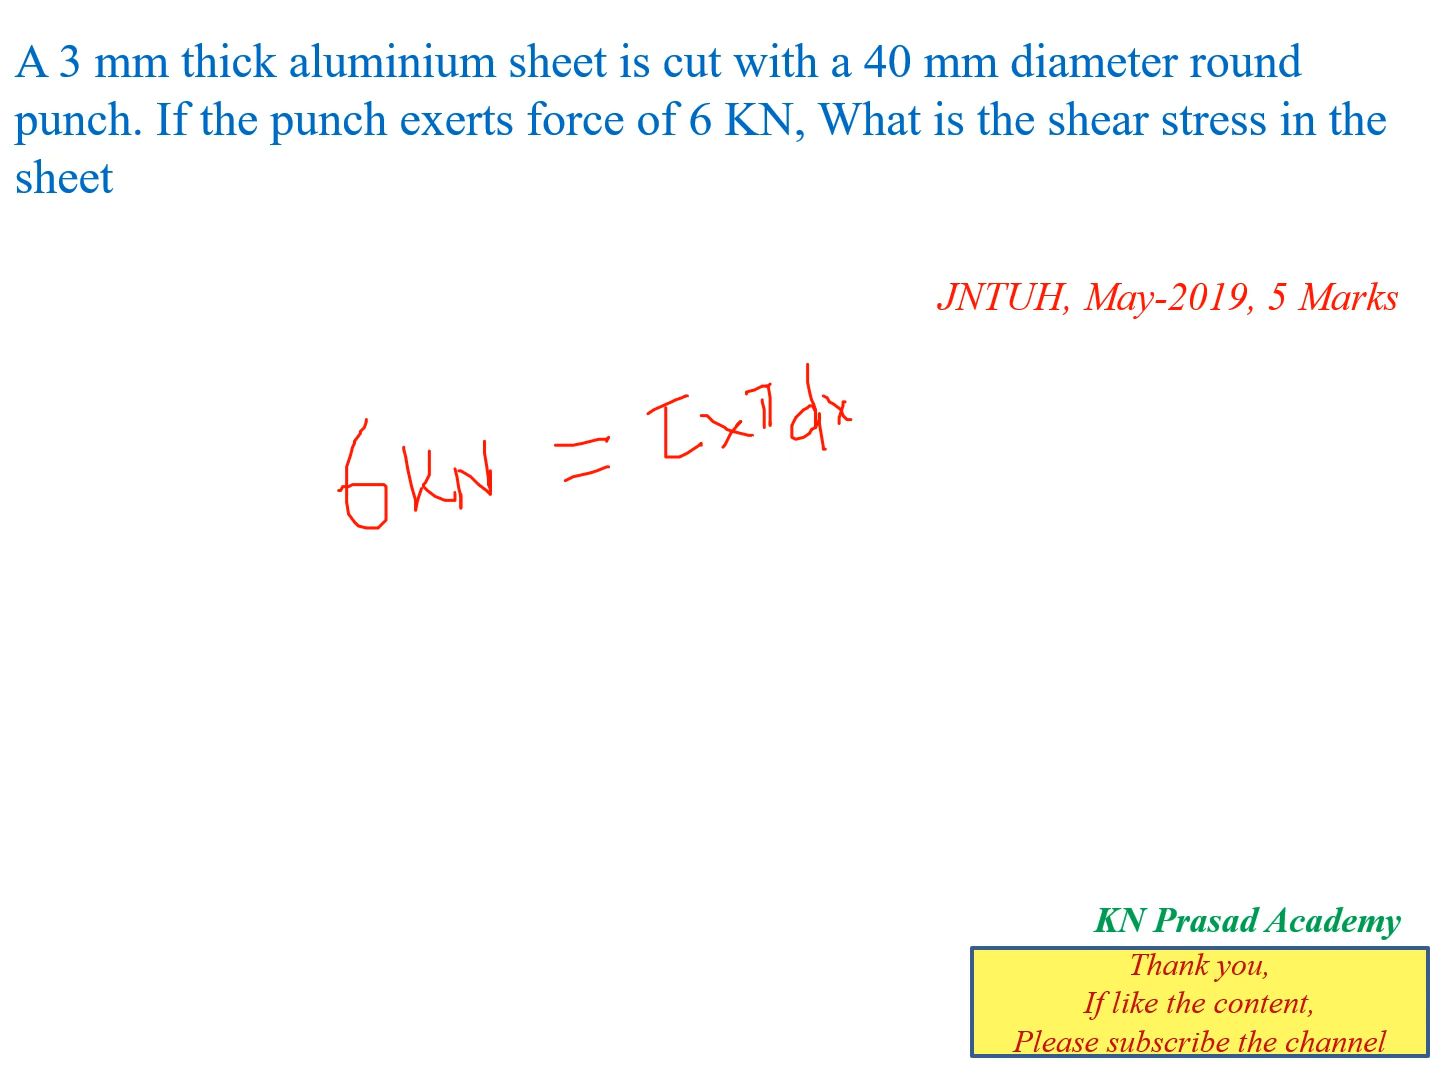 A 3 mm thick aluminium sheet is cut with a 40 mm diameter round
punch. If the punch exerts force of 6 KN, What is the shear stress in the
sheet
JNTUH, May-2019, 5 Marks
6 KN = τ x π d x
KN Prasad Academy
Thank you,
If like the content,
Please subscribe the channel